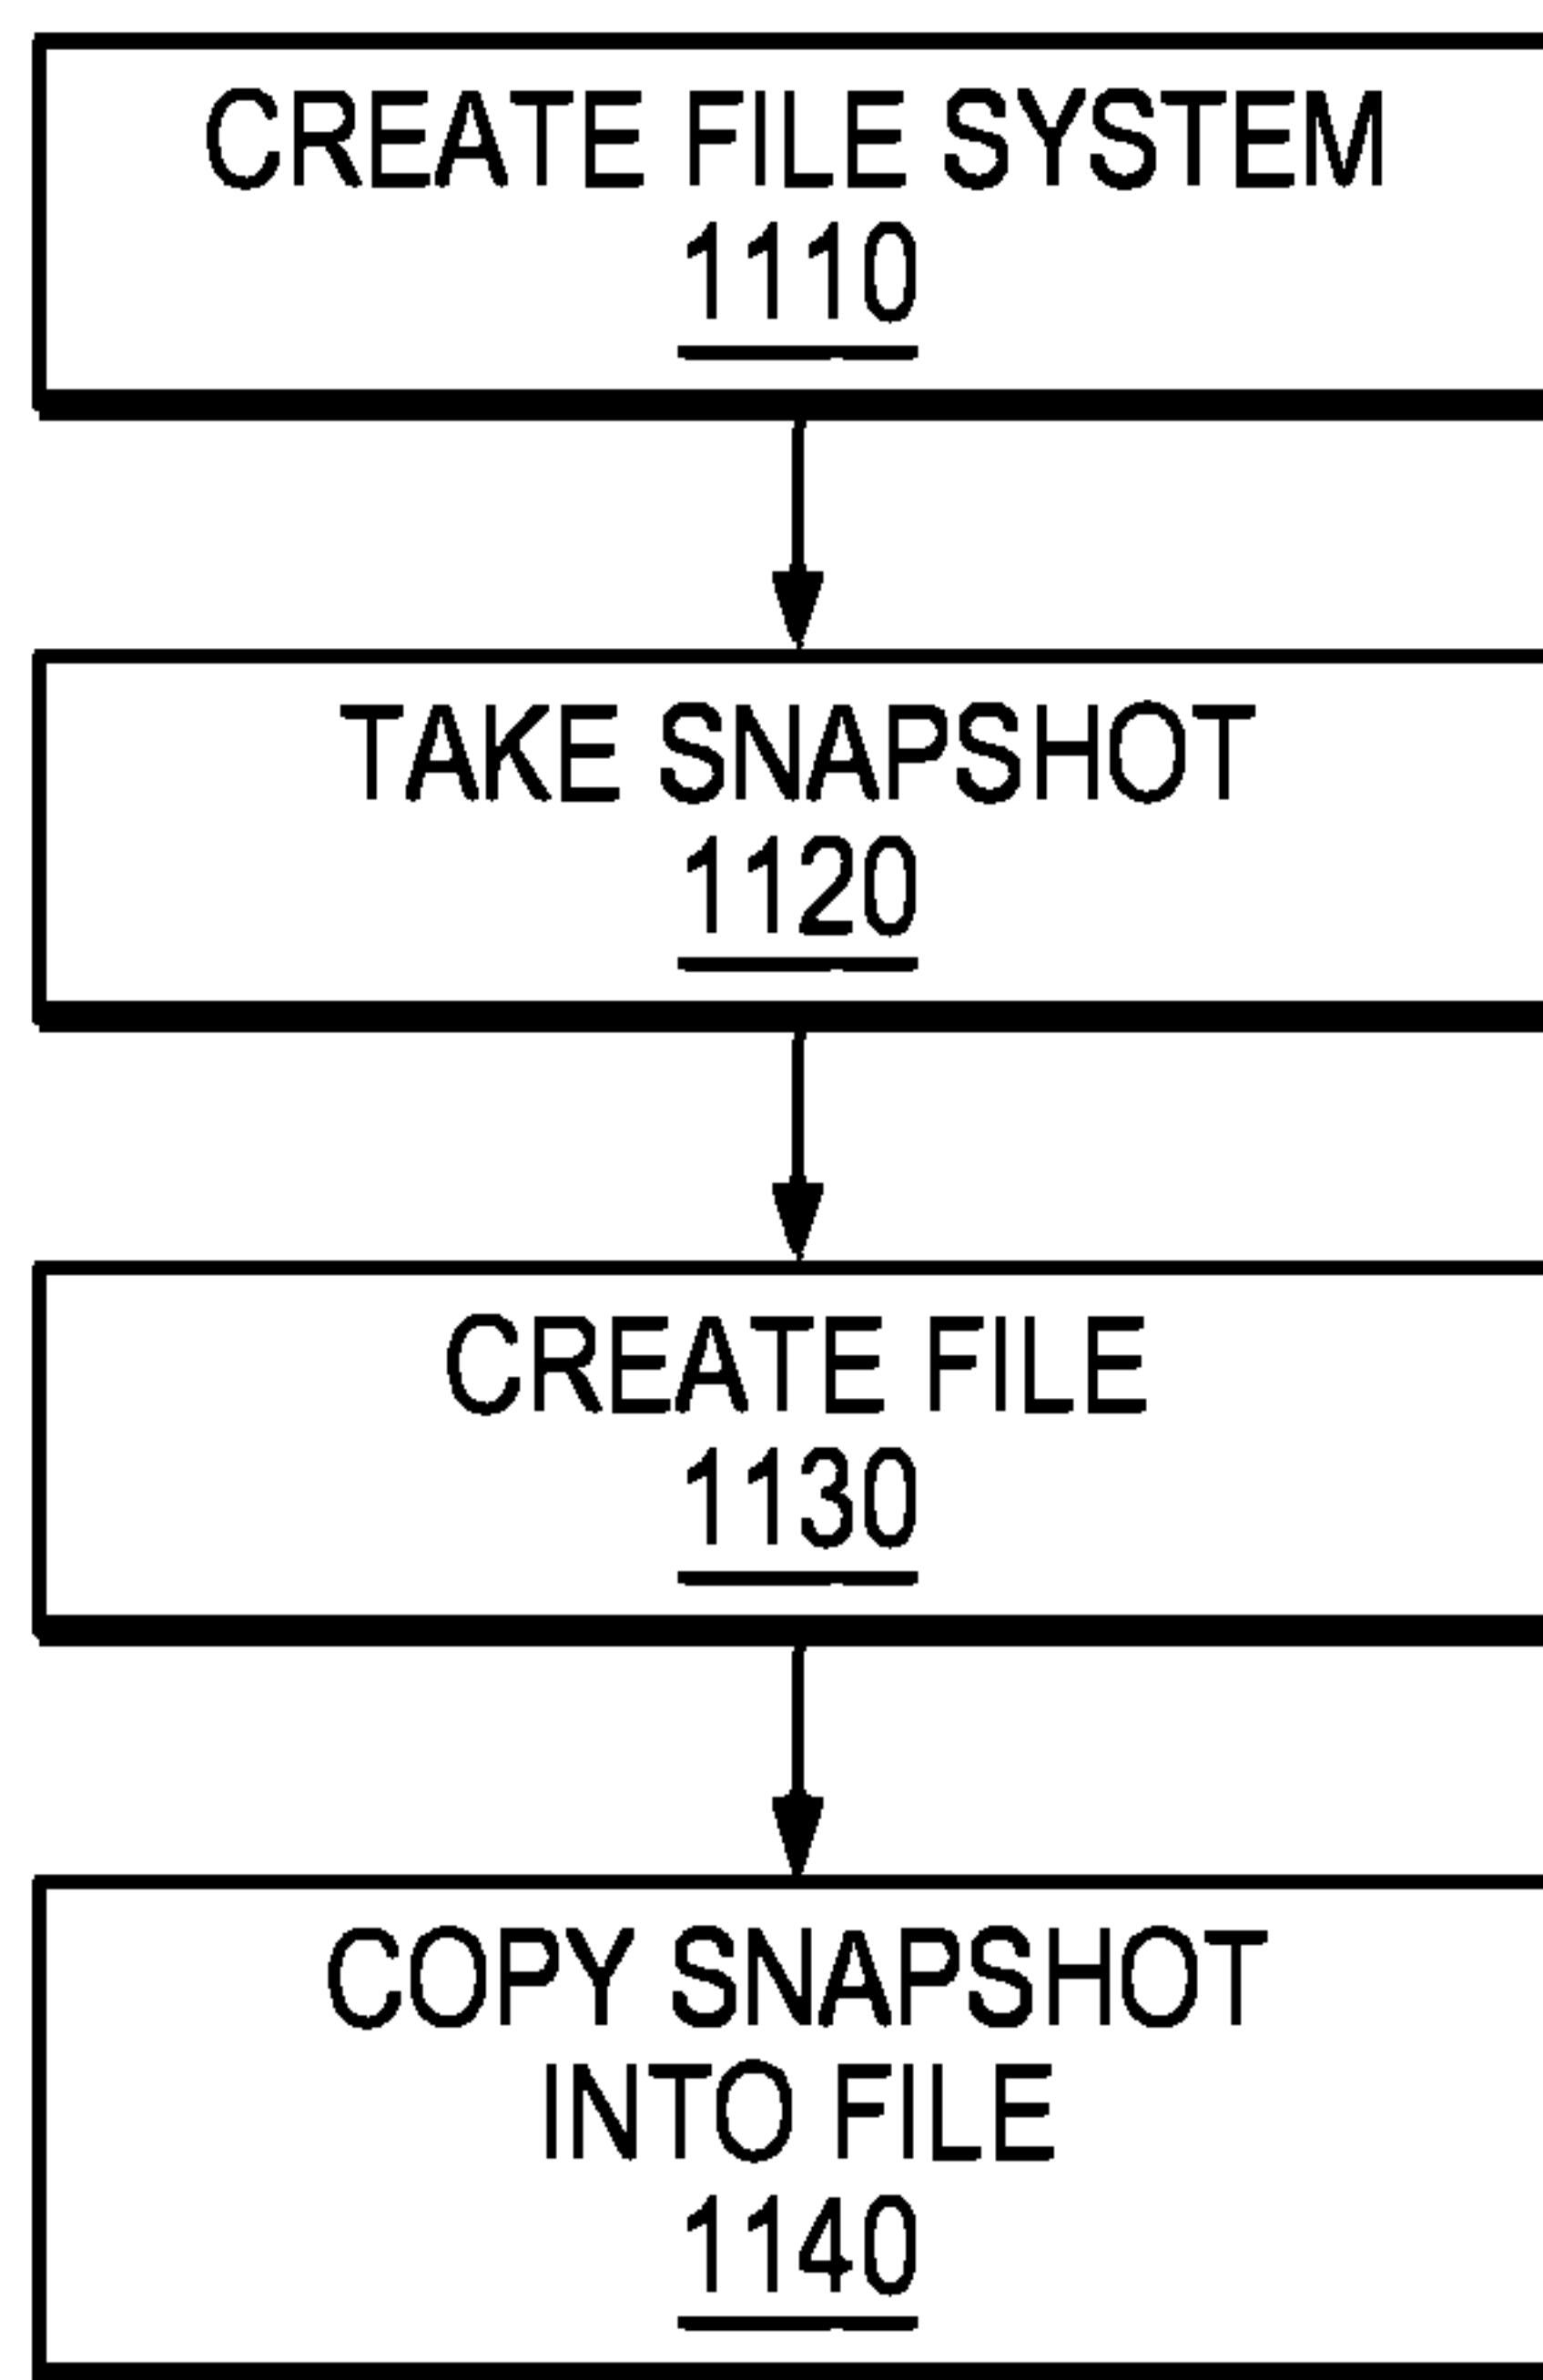 CREATE FILE SYSTEM
1110
TAKE SNAPSHOT
1120
CREATE FILE
1130
COPY SNAPSHOT
INTO FILE
1140